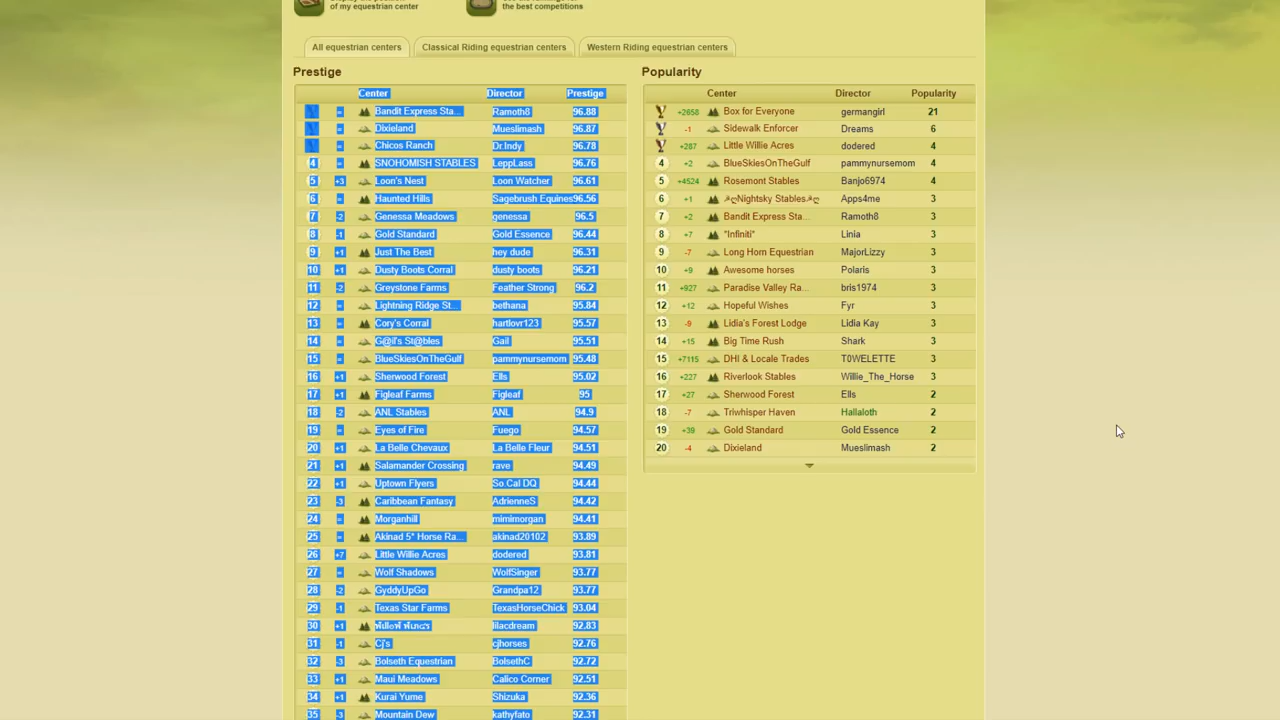 of my equestrian center
the best competitions
All equestrian centers Classical Riding equestrian centers Western Riding equestrian centers
Prestige
Center Director Prestige
= Bandit Express Sta... Ramoth8 96.88
= Dixieland Mueslimash 96.87
= Chicos Ranch Dr.Indy 96.78
4 = SNOHOMISH STABLES LeppLass 96.76
5 +3 Loon's Nest Loon Watcher 96.61
6 = Haunted Hills Sagebrush Equines 96.56
7 -2 Genessa Meadows genessa 96.5
8 -1 Gold Standard Gold Essence 96.44
9 +1 Just The Best hey dude 96.31
10 +1 Dusty Boots Corral dusty boots 96.21
11 -2 Greystone Farms Feather Strong 96.2
12 = Lightning Ridge St... bethana 95.84
13 = Cory's Corral hartlovr123 95.57
14 = G@il's St@bles Gail 95.51
15 = BlueSkiesOnTheGulf pammynursemom 95.48
16 +1 Sherwood Forest Ells 95.02
17 +1 Figleaf Farms Figleaf 95
18 -2 ANL Stables ANL 94.9
19 = Eyes of Fire Fuego 94.57
20 +1 La Belle Chevaux La Belle Fleur 94.51
21 +1 Salamander Crossing rave 94.49
22 +1 Uptown Flyers So.Cal DQ 94.44
23 -3 Caribbean Fantasy AdrienneS 94.42
24 = Morganhill mimimorgan 94.41
25 = Akinad 5* Horse Ra... akinad20102 93.89
26 +7 Little Willie Acres dodered 93.81
27 = Wolf Shadows WolfSinger 93.77
28 -2 GyddyUpGo Grandpa12 93.77
29 -1 Texas Star Farms TexasHorseChick 93.04
30 +1 lilacdream 92.83
31 -1 Cj's cjhorses 92.76
32 -3 Bolseth Equestrian BolsethC 92.72
33 +1 Maui Meadows Calico Corner 92.51
34 +1 Kurai Yume Shizuka 92.36
35 -3 Mountain Dew kathyfato 92.31
Popularity
Center Director Popularity
+2658 Box for Everyone germangirl 21
-1 Sidewalk Enforcer Dreams 6
+287 Little Willie Acres dodered 4
4 +2 BlueSkiesOnTheGulf pammynursemom 4
5 +4524 Rosemont Stables Banjo6974 4
6 +1 Nightsky Stables Apps4me 3
7 +2 Bandit Express Sta... Ramoth8 3
8 +7 *Infiniti* Linia 3
9 -7 Long Horn Equestrian MajorLizzy 3
10 +9 Awesome horses Polaris 3
11 +927 Paradise Valley Ra... bris1974 3
12 +12 Hopeful Wishes Fyr 3
13 -9 Lidia's Forest Lodge Lidia Kay 3
14 +15 Big Time Rush Shark 3
15 +7115 DHI & Locale Trades T0WELETTE 3
16 +227 Riverlook Stables Willie_The_Horse 3
17 +27 Sherwood Forest Ells 2
18 -7 Triwhisper Haven Hallaloth 2
19 +39 Gold Standard Gold Essence 2
20 -4 Dixieland Mueslimash 2